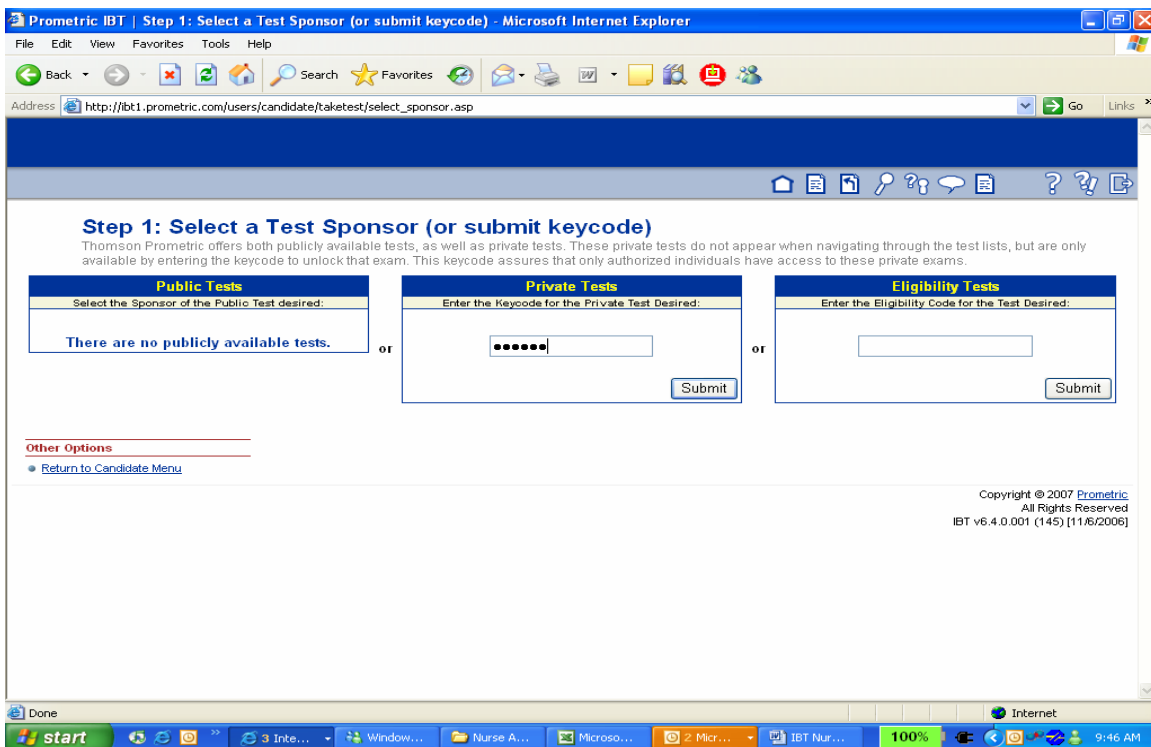 Prometric IBT | Step 1: Select a Test Sponsor (or submit keycode) - Microsoft Internet Explorer
File Edit View Favorites Tools Help
Back Search Favorites
Address http://ibt1.prometric.com/users/candidate/taketest/select_sponsor.asp Go Links
Step 1: Select a Test Sponsor (or submit keycode)
Thomson Prometric offers both publicly available tests, as well as private tests. These private tests do not appear when navigating through the test lists, but are only
available by entering the keycode to unlock that exam. This keycode assures that only authorized individuals have access to these private exams.
Public Tests
Select the Sponsor of the Public Test desired:
There are no publicly available tests.
or
Private Tests
Enter the Keycode for the Private Test Desired:
••••••
Submit
or
Eligibility Tests
Enter the Eligibility Code for the Test Desired:
Submit
Other Options
Return to Candidate Menu
Copyright © 2007 Prometric
All Rights Reserved
IBT v6.4.0.001 (145) [11/6/2006]
Done Internet
start 3 Inte... Window... Nurse A... Microso... 2 Micr... IBT Nur... 100% 9:46 AM